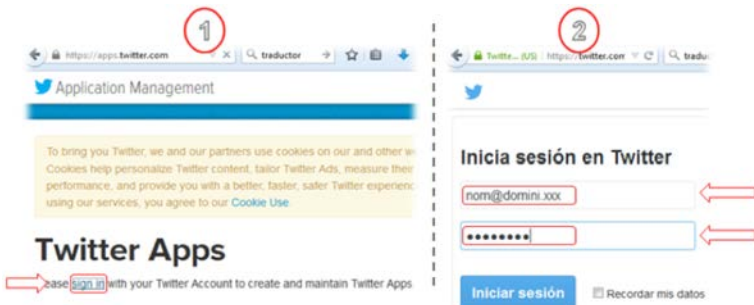 1
https://apps.twitter.com
traductor
Application Management
To bring you Twitter, we and our partners use cookies on our and other w
Cookies help personalize Twitter content, tailor Twitter Ads, measure their
performance, and provide you with a better, faster, safer Twitter experienc
using our services, you agree to our Cookie Use.
Twitter Apps
ease sign in with your Twitter Account to create and maintain Twitter Apps
2
Twitte... (US)
https://twitter.com
traduc
Inicia sesión en Twitter
nom@domini.xxx
Iniciar sesión
Recordar mis datos